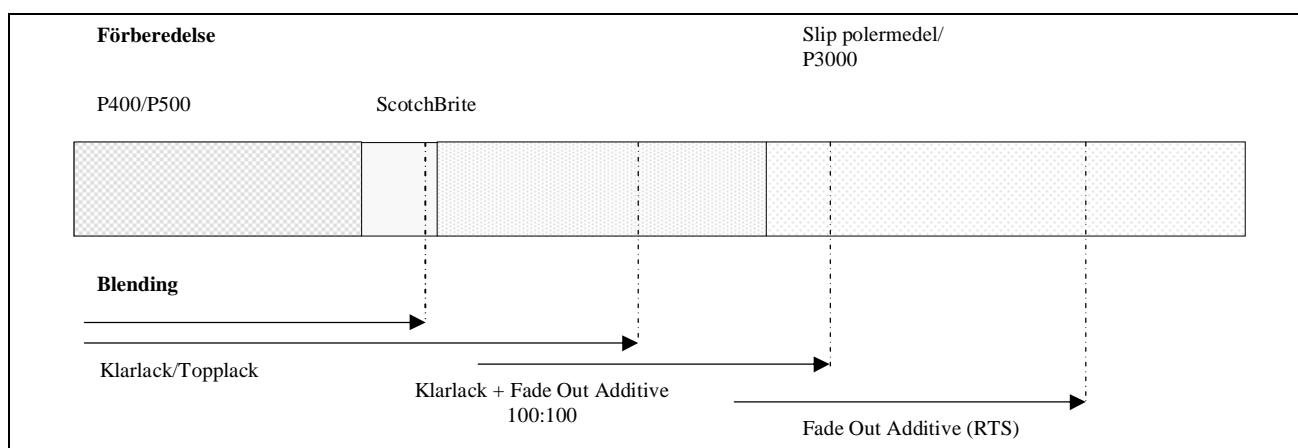 Förberedelse
Slip polermedel/
P3000
P400/P500
ScotchBrite
Blending
Klarlack/Topplack
Klarlack + Fade Out Additive
100:100
Fade Out Additive (RTS)